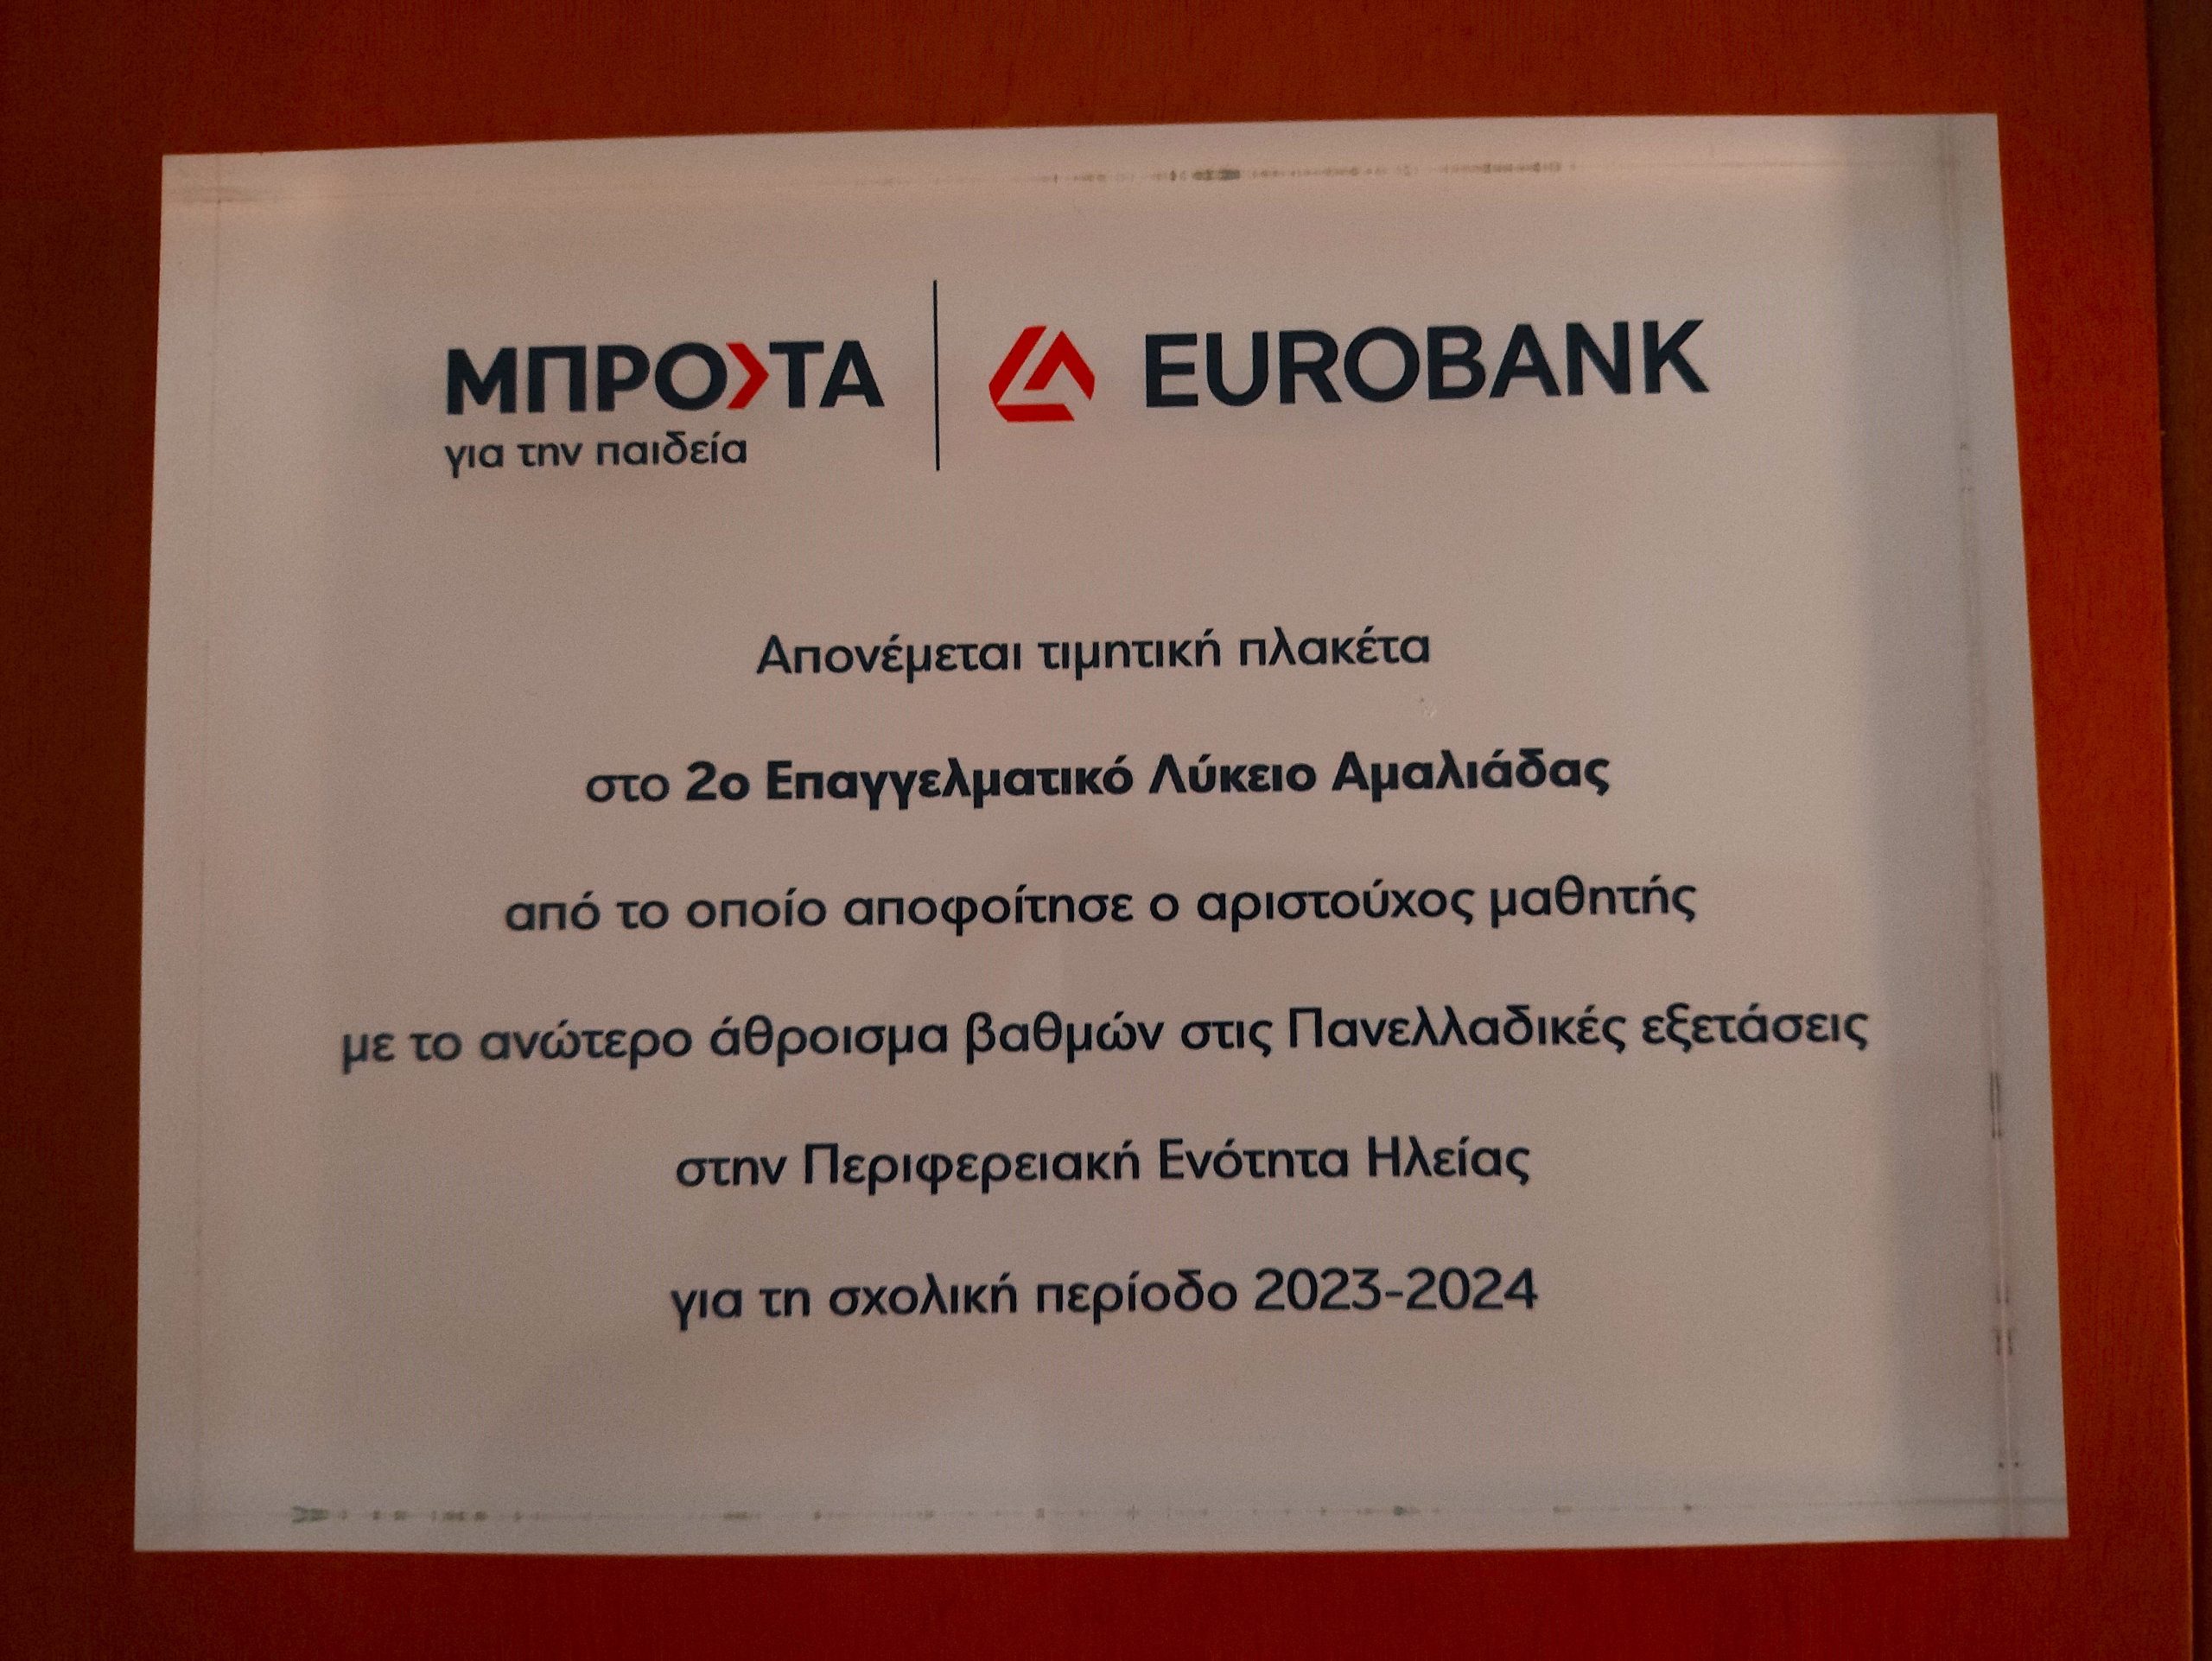 ΜΠΡΟΣΤΑ
για την παιδεία
EUROBANK
Απονέμεται τιμητική πλακέτα
στο 2ο Επαγγελματικό Λύκειο Αμαλιάδας
από το οποίο αποφοίτησε ο αριστούχος μαθητής
με το ανώτερο άθροισμα βαθμών στις Πανελλαδικές εξετάσεις
στην Περιφερειακή Ενότητα Ηλείας
για τη σχολική περίοδο 2023-2024